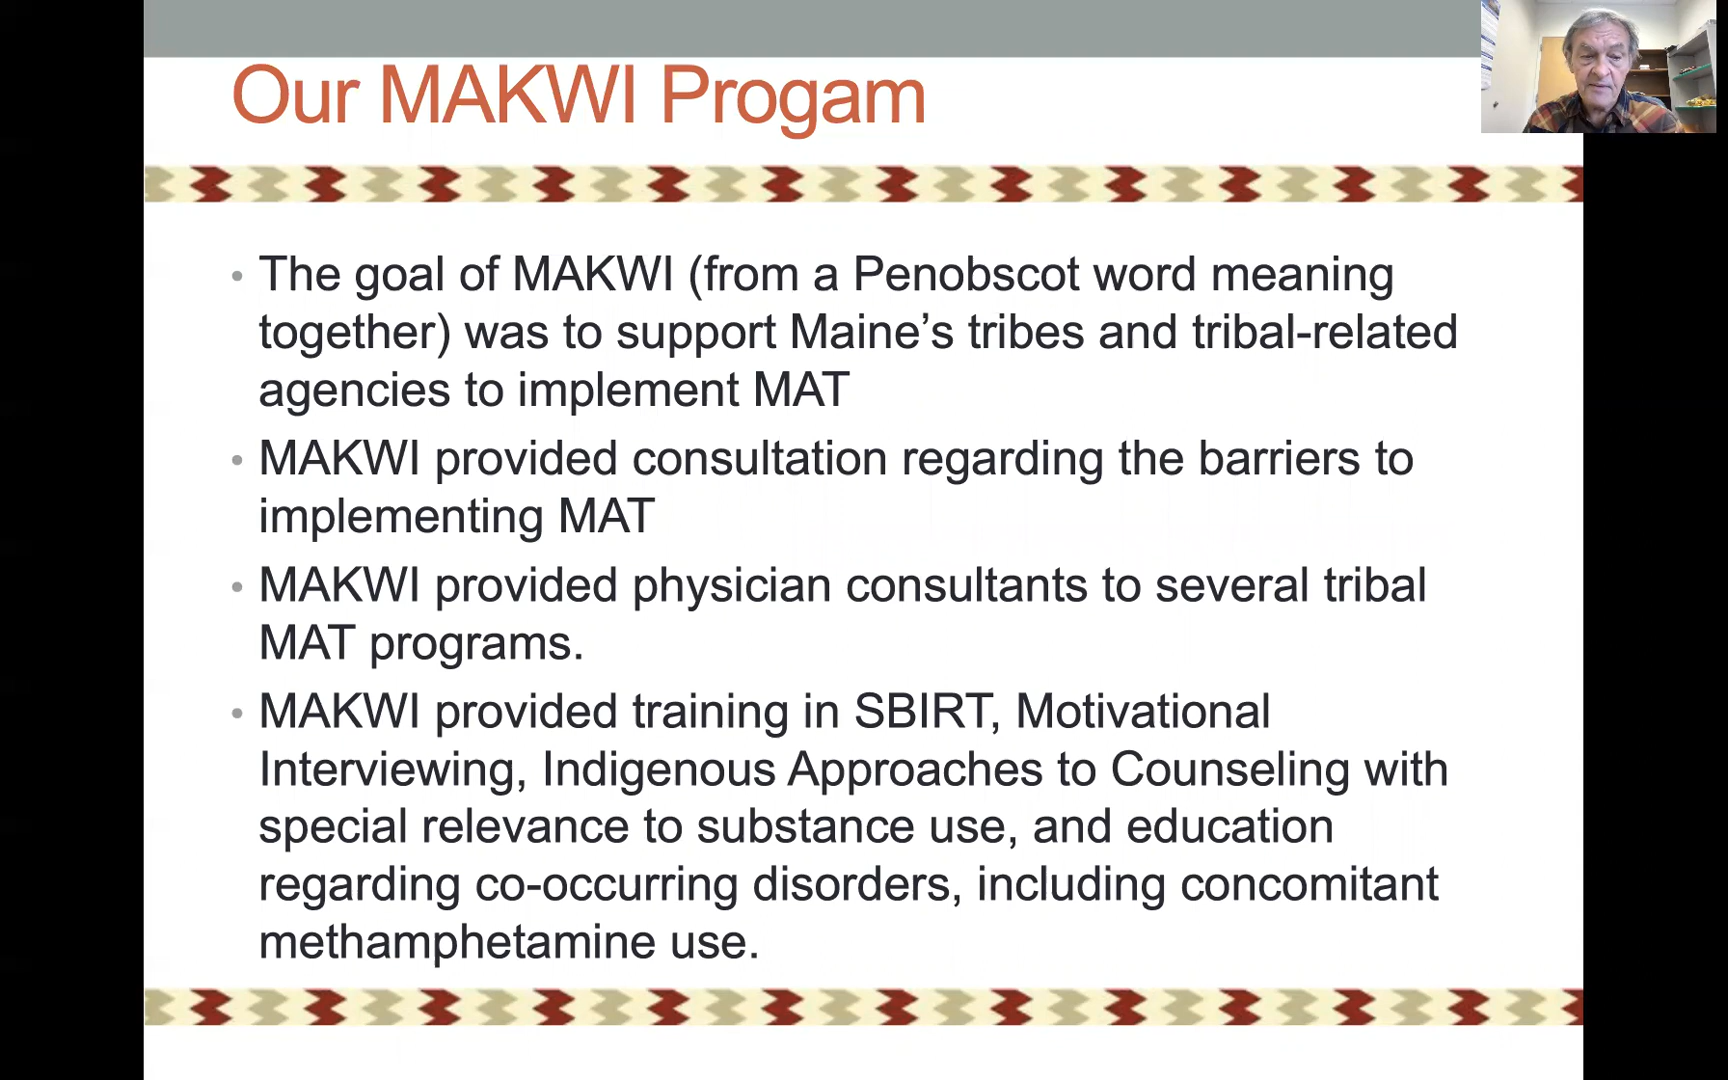 Our MAKWI Progam
• The goal of MAKWI (from a Penobscot word meaning
together) was to support Maine’s tribes and tribal-related
agencies to implement MAT
• MAKWI provided consultation regarding the barriers to
implementing MAT
• MAKWI provided physician consultants to several tribal
MAT programs.
• MAKWI provided training in SBIRT, Motivational
Interviewing, Indigenous Approaches to Counseling with
special relevance to substance use, and education
regarding co-occurring disorders, including concomitant
methamphetamine use.